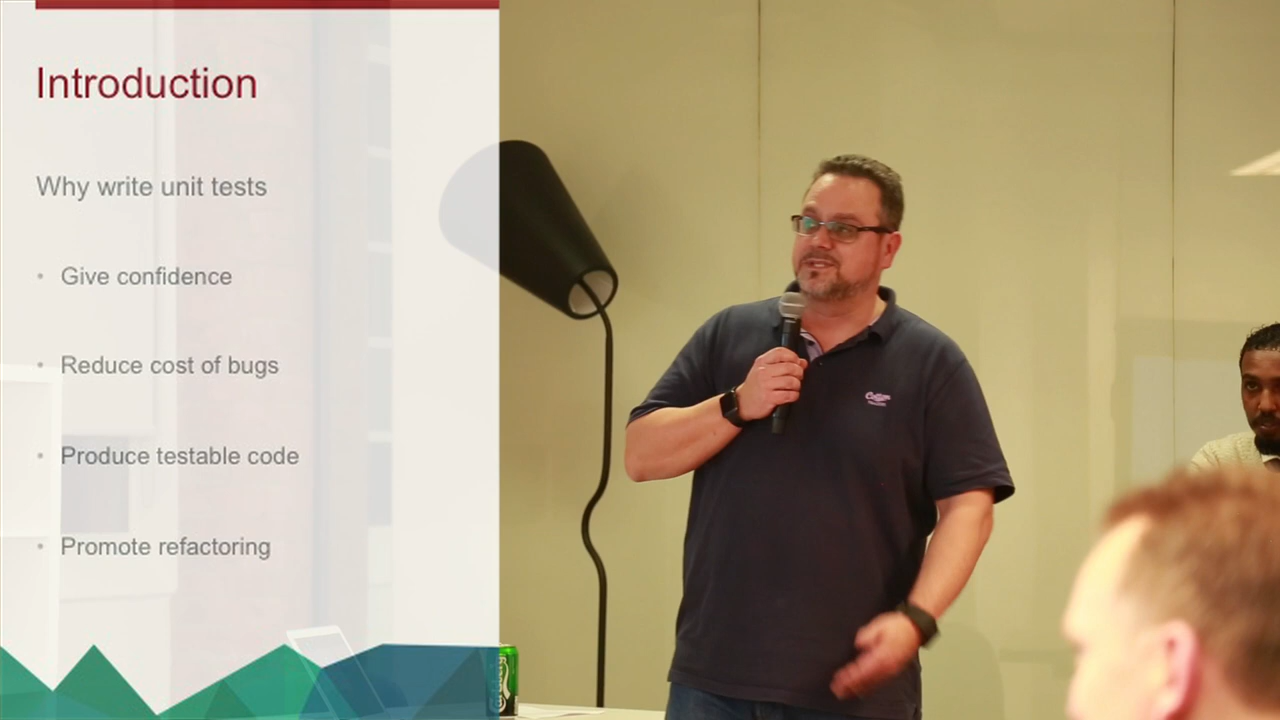 Introduction
Why write unit tests
• Give confidence
• Reduce cost of bugs
• Produce testable code
• Promote refactoring